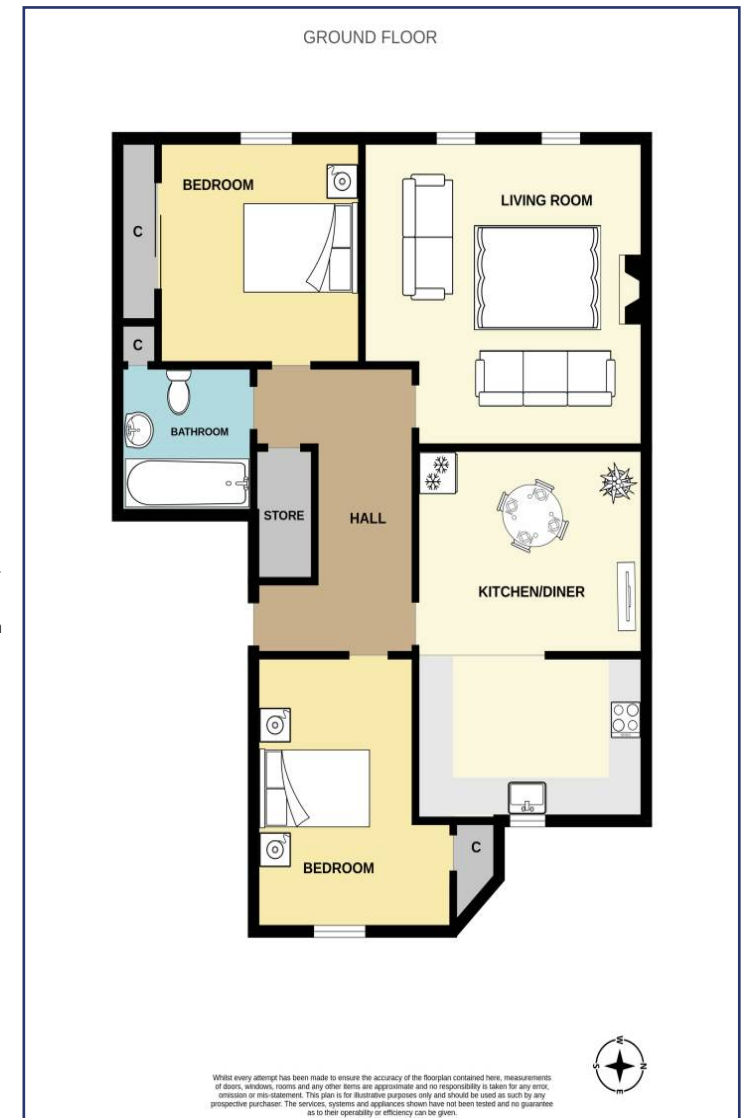 GROUND FLOOR
BEDROOM
LIVING ROOM
C
C
BATHROOM
STORE
HALL
KITCHEN/DINER
C
BEDROOM
W
S
N
E
Whilst every attempt has been made to ensure the accuracy of the floorplan contained here, measurements
of doors, windows, rooms and any other items are approximate and no responsibility is taken for any error,
omission or mis-statement. This plan is for illustrative purposes only and should be used as such by any
prospective purchaser. The services, systems and appliances shown have not been tested and no guarantee
as to their operability or efficiency can be given.